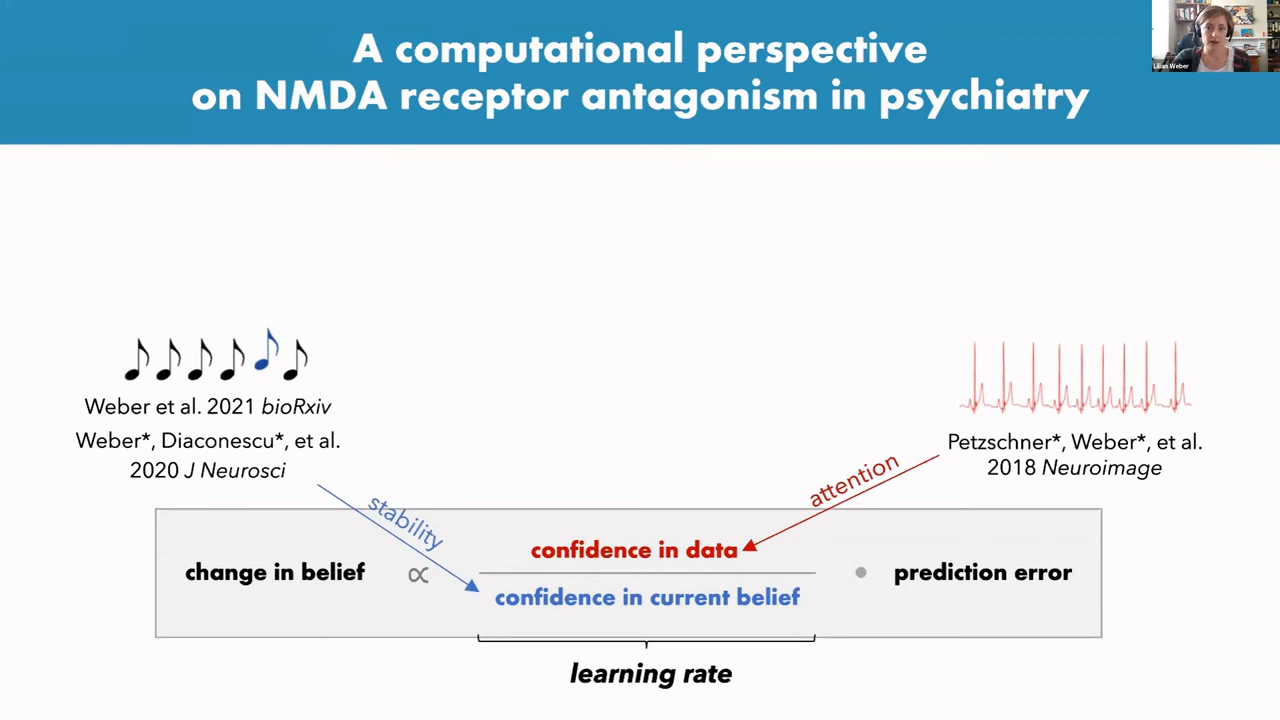 A computational perspective
on NMDA receptor antagonism in psychiatry
Lilian Weber
Weber et al. 2021 bioRxiv
Weber*, Diaconescu*, et al.
2020 J Neurosci
Petzschner*, Weber*, et al.
2018 Neuroimage
stability
attention
change in belief ∝ confidence in data • prediction error
confidence in current belief
learning rate